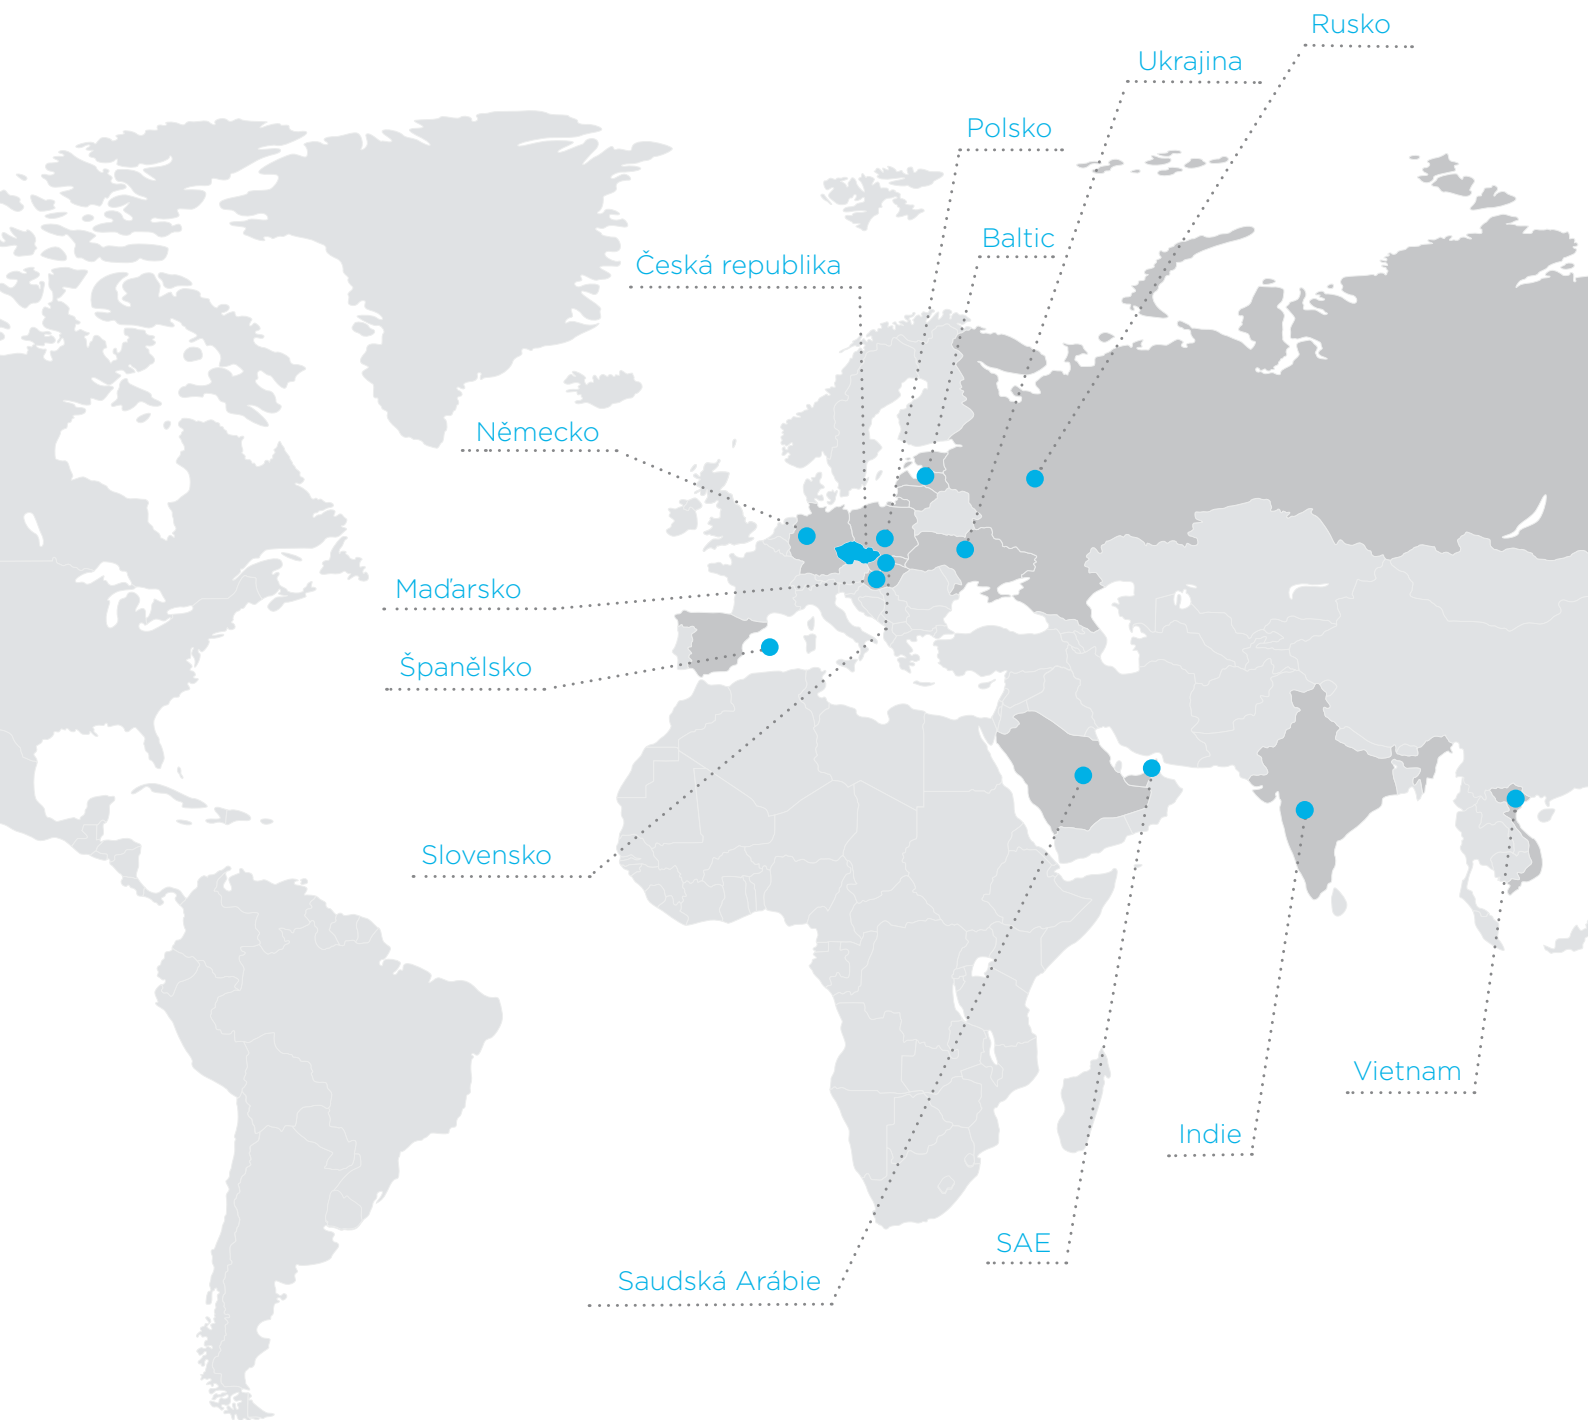 Rusko
Ukrajina
Polsko
Baltic
Česká republika
Německo
Maďarsko
Španělsko
Slovensko
Vietnam
Indie
SAE
Saudská Arábie